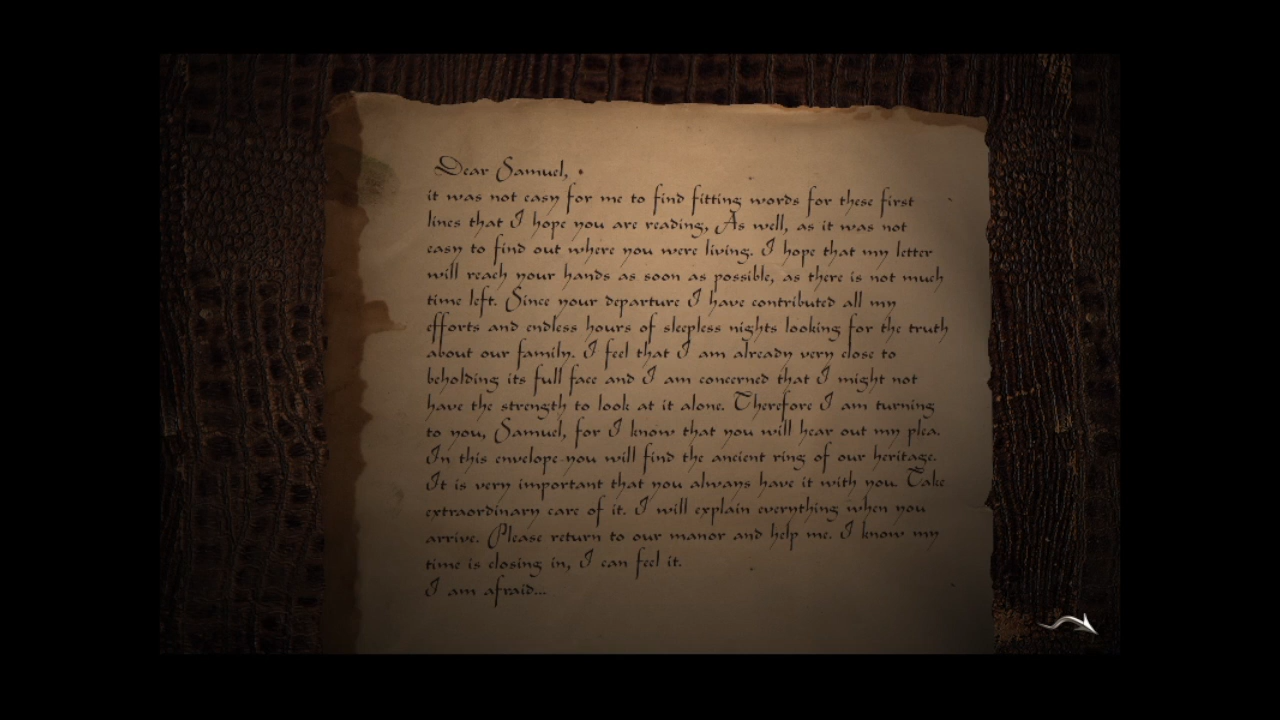 Dear Samuel,
it was not easy for me to find fitting words for these first
lines that I hope you are reading, As well, as it was not
easy to find out where you were living. I hope that my letter
will reach your hands as soon as possible, as there is not much
time left. Since your departure I have contributed all my
efforts and endless hours of sleepless nights looking for the truth
about our family. I feel that I am already very close to
beholding its full face and I am concerned that I might not
have the strength to look at it alone. Therefore I am turning
to you, Samuel, for I know that you will hear out my plea.
In this envelope you will find the ancient ring of our heritage.
It is very important that you always have it with you. Take
extraordinary care of it. I will explain everything when you
arrive. Please return to our manor and help me. I know my
time is closing in, I can feel it.
I am afraid...